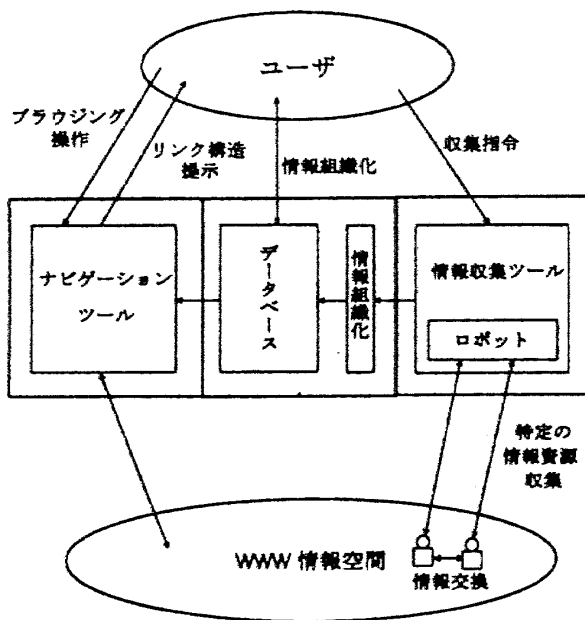 ユーザ
ブラウジング
操作
リンク構造
提示
情報組織化
収集指令
ナビゲーション
ツール
データベース
情報組織化
情報収集ツール
ロボット
特定の
情報資源
収集
WWW 情報空間
情報交換